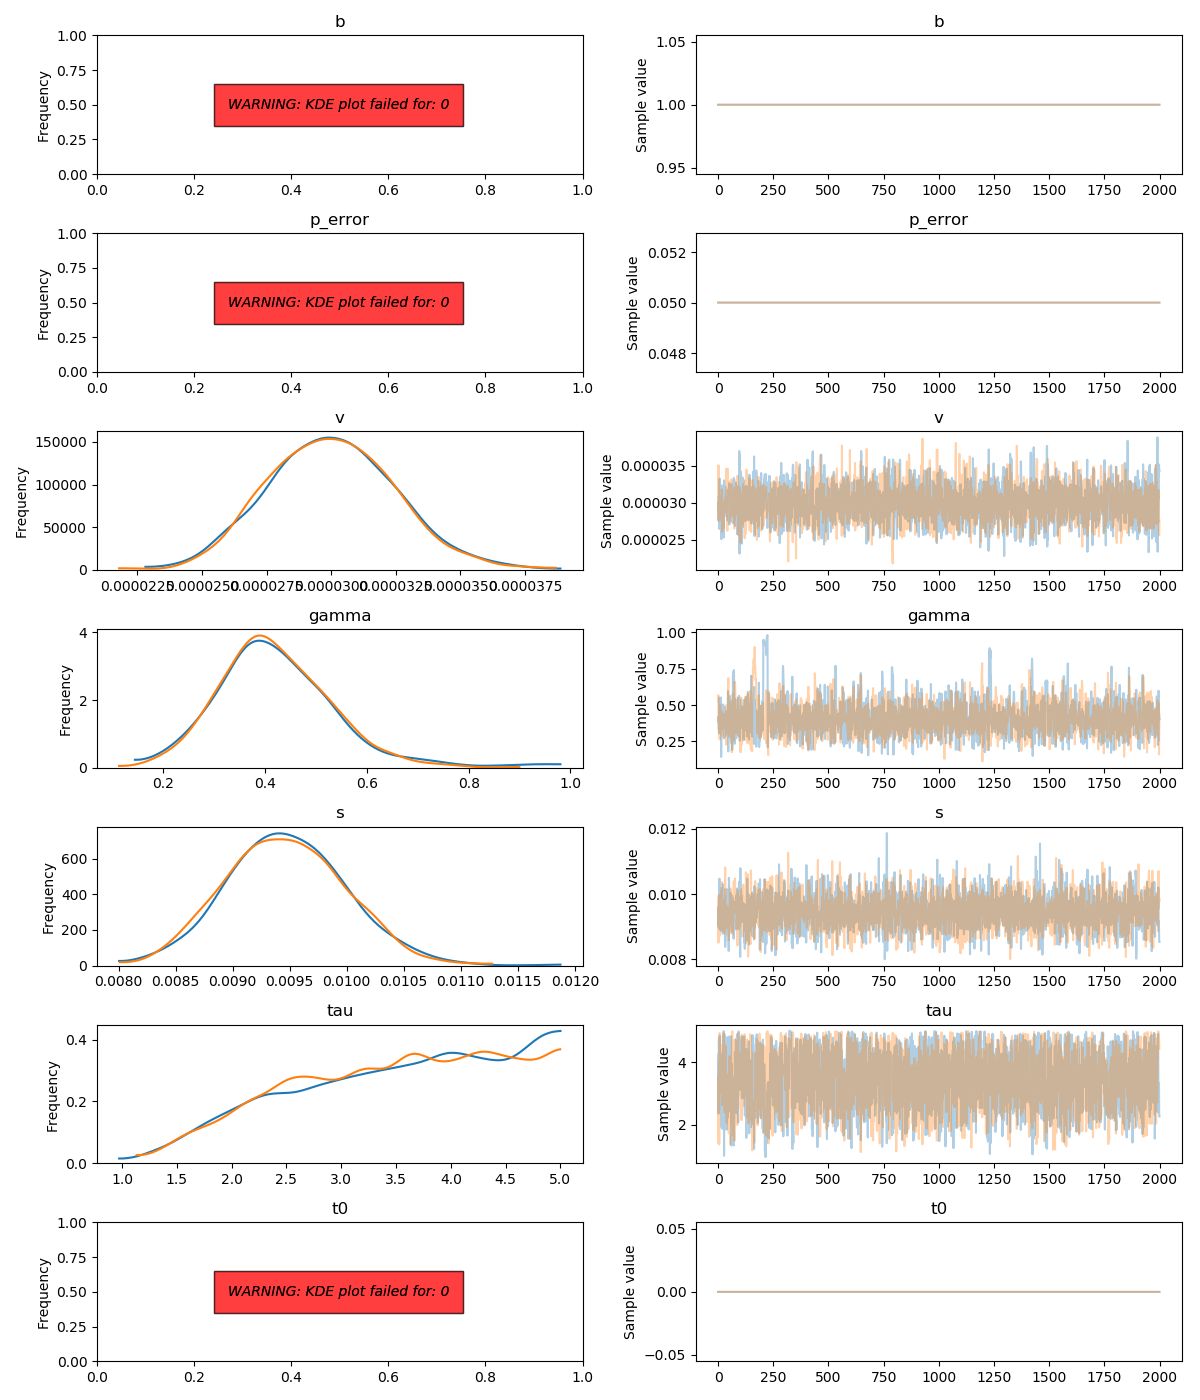 b
b
1.00
0.75
0.50
0.25
0.00
Frequency
WARNING: KDE plot failed for: 0
0.0 0.2 0.4 0.6 0.8 1.0
1.05
1.00
0.95
Sample value
0 250 500 750 1000 1250 1500 1750 2000
p_error
p_error
1.00
0.75
0.50
0.25
0.00
Frequency
WARNING: KDE plot failed for: 0
0.0 0.2 0.4 0.6 0.8 1.0
0.052
0.050
0.048
Sample value
0 250 500 750 1000 1250 1500 1750 2000
v
v
150000
100000
50000
0
Frequency
0.0000225 0.0000250 0.0000275 0.0000300 0.0000325 0.0000350 0.0000375
0.000035
0.000030
0.000025
Sample value
0 250 500 750 1000 1250 1500 1750 2000
gamma
gamma
4
2
0
Frequency
0.2 0.4 0.6 0.8 1.0
1.00
0.75
0.50
0.25
Sample value
0 250 500 750 1000 1250 1500 1750 2000
s
s
600
400
200
0
Frequency
0.0080 0.0085 0.0090 0.0095 0.0100 0.0105 0.0110 0.0115 0.0120
0.012
0.010
0.008
Sample value
0 250 500 750 1000 1250 1500 1750 2000
tau
tau
0.4
0.2
0.0
Frequency
1.0 1.5 2.0 2.5 3.0 3.5 4.0 4.5 5.0
4
2
Sample value
0 250 500 750 1000 1250 1500 1750 2000
t0
t0
1.00
0.75
0.50
0.25
0.00
Frequency
WARNING: KDE plot failed for: 0
0.0 0.2 0.4 0.6 0.8 1.0
0.05
0.00
−0.05
Sample value
0 250 500 750 1000 1250 1500 1750 2000